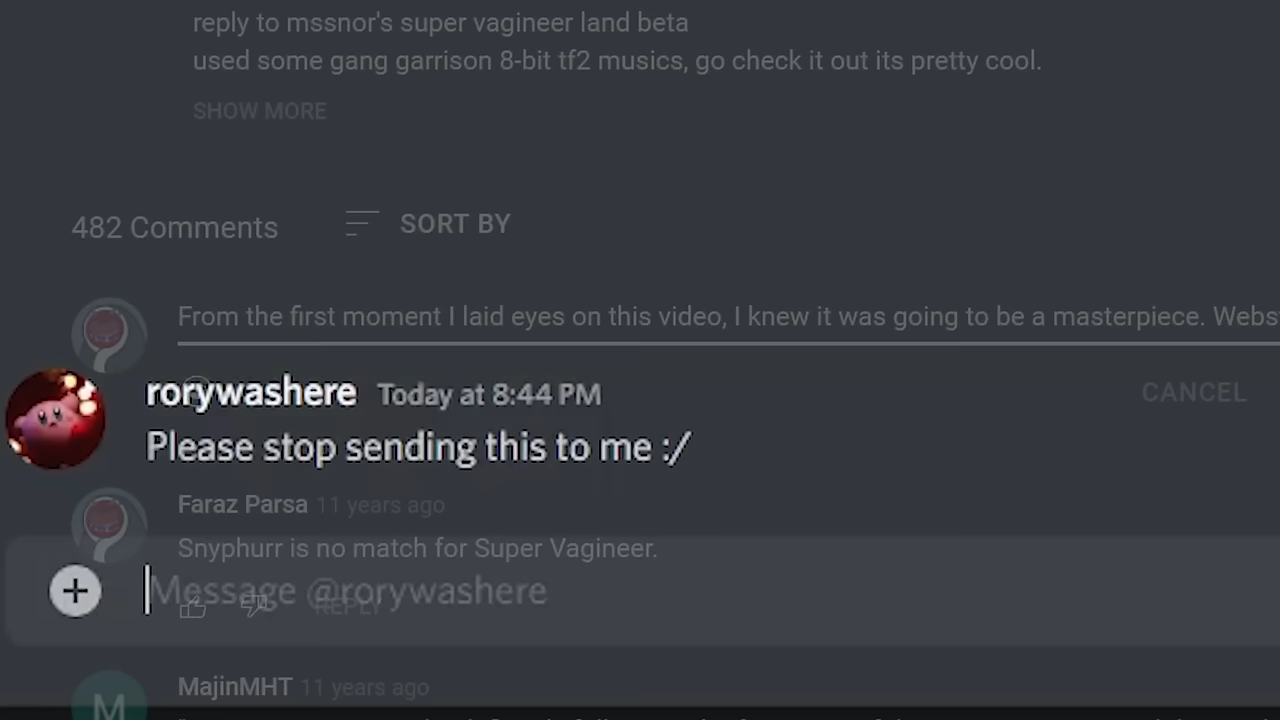 reply to mssnor's super vagineer land beta
used some gang garrison 8-bit tf2 musics, go check it out its pretty cool.
SHOW MORE
482 Comments
SORT BY
From the first moment I laid eyes on this video, I knew it was going to be a masterpiece. Webs
rorywashere Today at 8:44 PM
CANCEL
Please stop sending this to me :/
Faraz Parsa 11 years ago
Snyphurr is no match for Super Vagineer.
Message @rorywashere
REPLY
M
MajinMHT 11 years ago